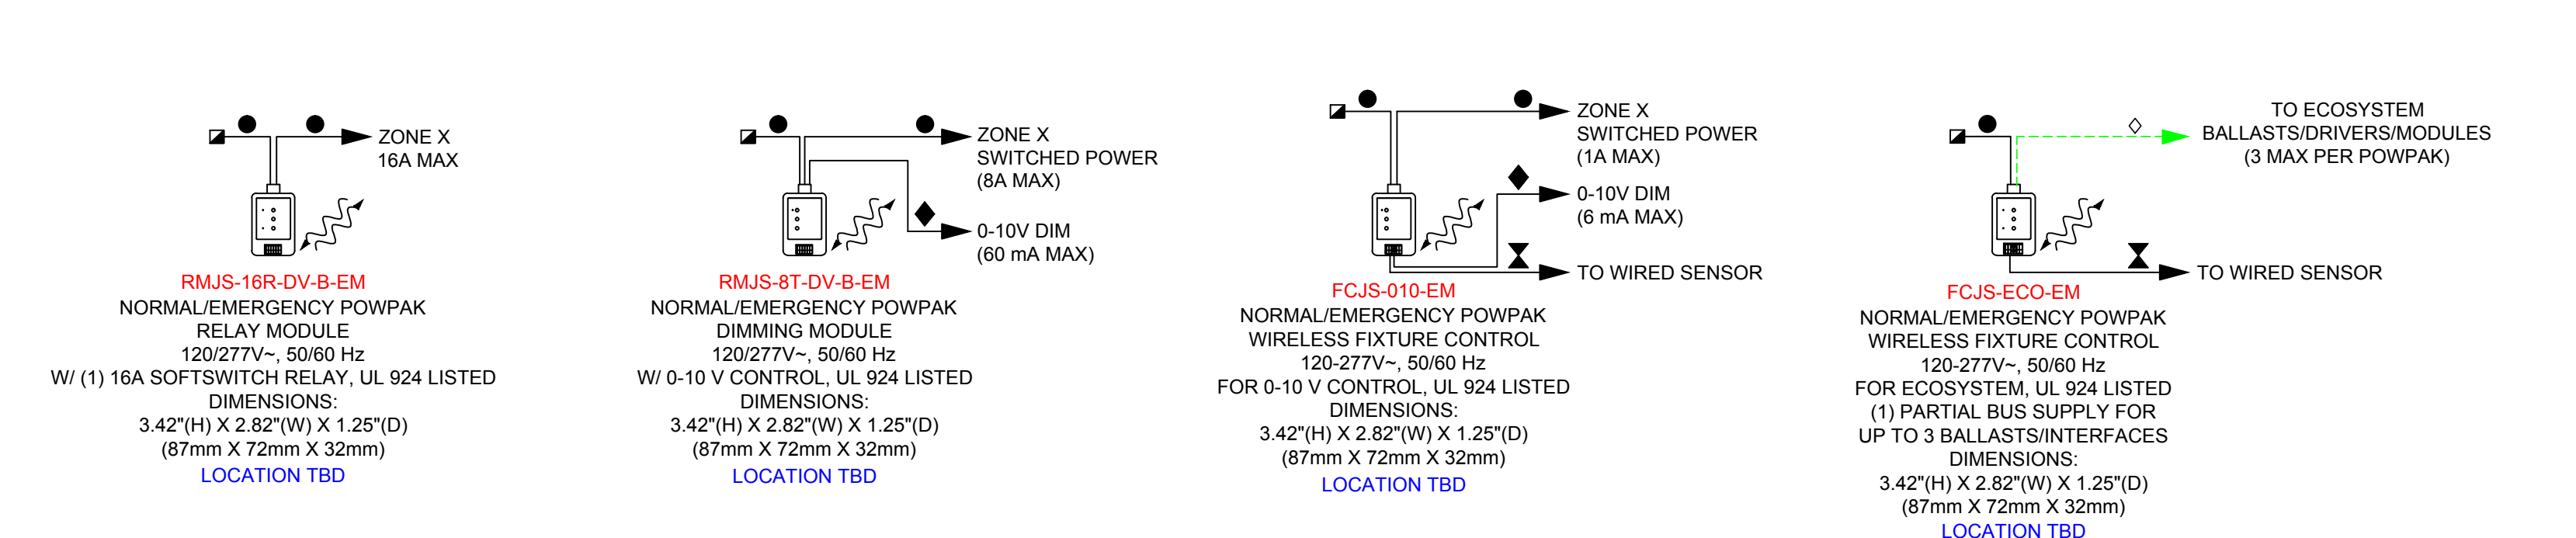 ZONE X
16A MAX
RMJS-16R-DV-B-EM
NORMAL/EMERGENCY POWPAK
RELAY MODULE
120/277V~, 50/60 Hz
W/ (1) 16A SOFTSWITCH RELAY, UL 924 LISTED
DIMENSIONS:
3.42"(H) X 2.82"(W) X 1.25"(D)
(87mm X 72mm X 32mm)
LOCATION TBD
ZONE X
SWITCHED POWER
(8A MAX)
0-10V DIM
(60 mA MAX)
RMJS-8T-DV-B-EM
NORMAL/EMERGENCY POWPAK
DIMMING MODULE
120/277V~, 50/60 Hz
W/ 0-10 V CONTROL, UL 924 LISTED
DIMENSIONS:
3.42"(H) X 2.82"(W) X 1.25"(D)
(87mm X 72mm X 32mm)
LOCATION TBD
ZONE X
SWITCHED POWER
(1A MAX)
0-10V DIM
(6 mA MAX)
TO WIRED SENSOR
FCJS-010-EM
NORMAL/EMERGENCY POWPAK
WIRELESS FIXTURE CONTROL
120-277V~, 50/60 Hz
FOR 0-10 V CONTROL, UL 924 LISTED
DIMENSIONS:
3.42"(H) X 2.82"(W) X 1.25"(D)
(87mm X 72mm X 32mm)
LOCATION TBD
TO ECOSYSTEM
BALLASTS/DRIVERS/MODULES
(3 MAX PER POWPAK)
TO WIRED SENSOR
FCJS-ECO-EM
NORMAL/EMERGENCY POWPAK
WIRELESS FIXTURE CONTROL
120-277V~, 50/60 Hz
FOR ECOSYSTEM, UL 924 LISTED
(1) PARTIAL BUS SUPPLY FOR
UP TO 3 BALLASTS/INTERFACES
DIMENSIONS:
3.42"(H) X 2.82"(W) X 1.25"(D)
(87mm X 72mm X 32mm)
LOCATION TBD